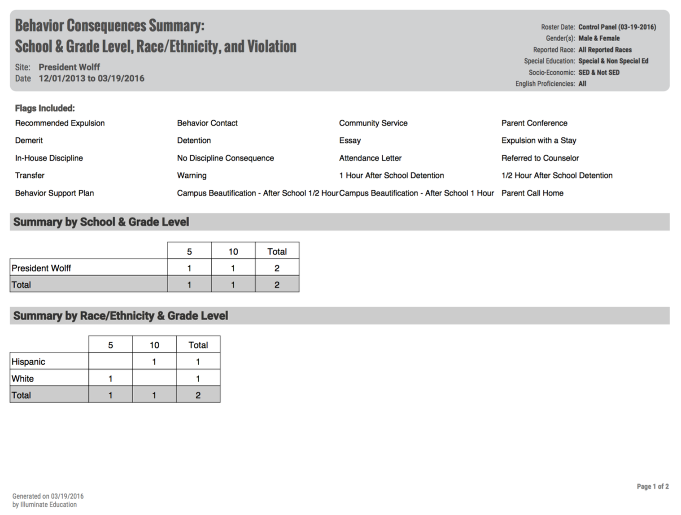 Behavior Consequences Summary:
School & Grade Level, Race/Ethnicity, and Violation
Site: President Wolff
Date 12/01/2013 to 03/19/2016
Roster Date: Control Panel (03-19-2016)
Gender(s): Male & Female
Reported Race: All Reported Races
Special Education: Special & Non Special Ed
Socio-Economic: SED & Not SED
English Proficiencies: All
Flags Included:
Recommended Expulsion Behavior Contact Community Service Parent Conference
Demerit Detention Essay Expulsion with a Stay
In-House Discipline No Discipline Consequence Attendance Letter Referred to Counselor
Transfer Warning 1 Hour After School Detention 1/2 Hour After School Detention
Behavior Support Plan Campus Beautification - After School 1/2 Hour Campus Beautification - After School 1 Hour Parent Call Home
Summary by School & Grade Level
5 10 Total
President Wolff 1 1 2
Total 1 1 2
Summary by Race/Ethnicity & Grade Level
5 10 Total
Hispanic 1 1
White 1 1
Total 1 1 2
Page 1 of 2
Generated on 03/19/2016
by Illuminate Education